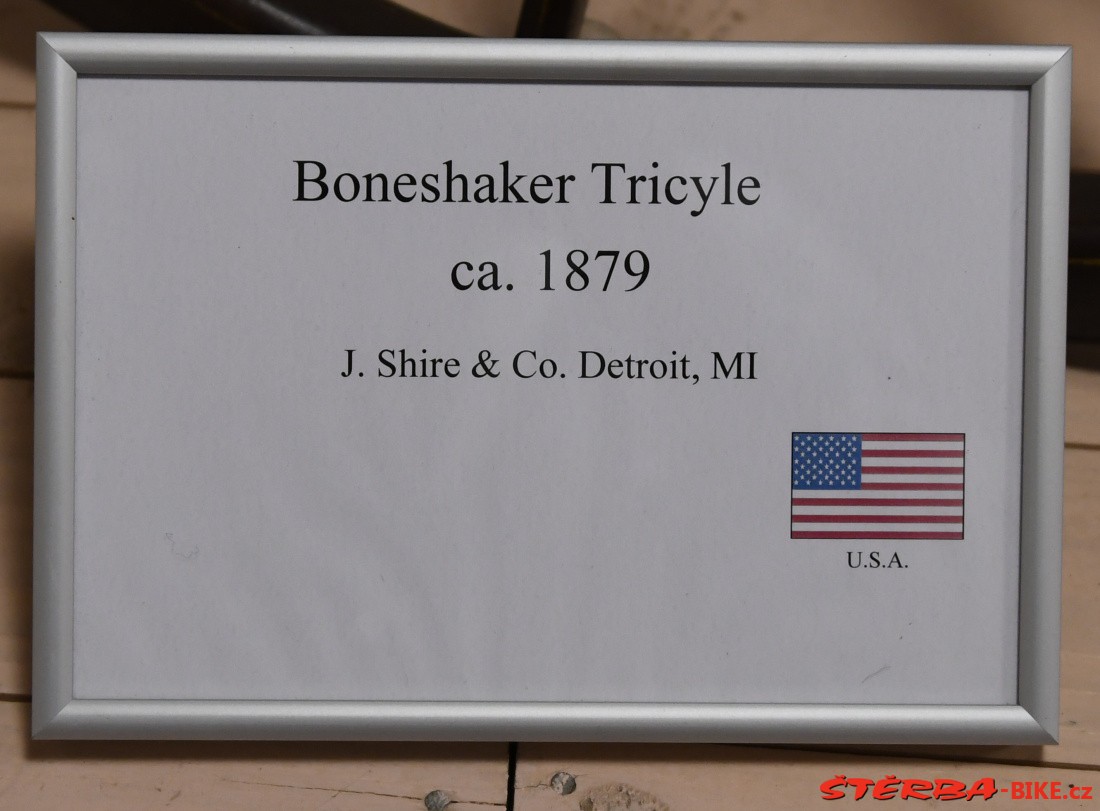 Boneshaker Tricyle
ca. 1879
J. Shire & Co. Detroit, MI
U.S.A.
ŠTĚRBA-BIKE.cz